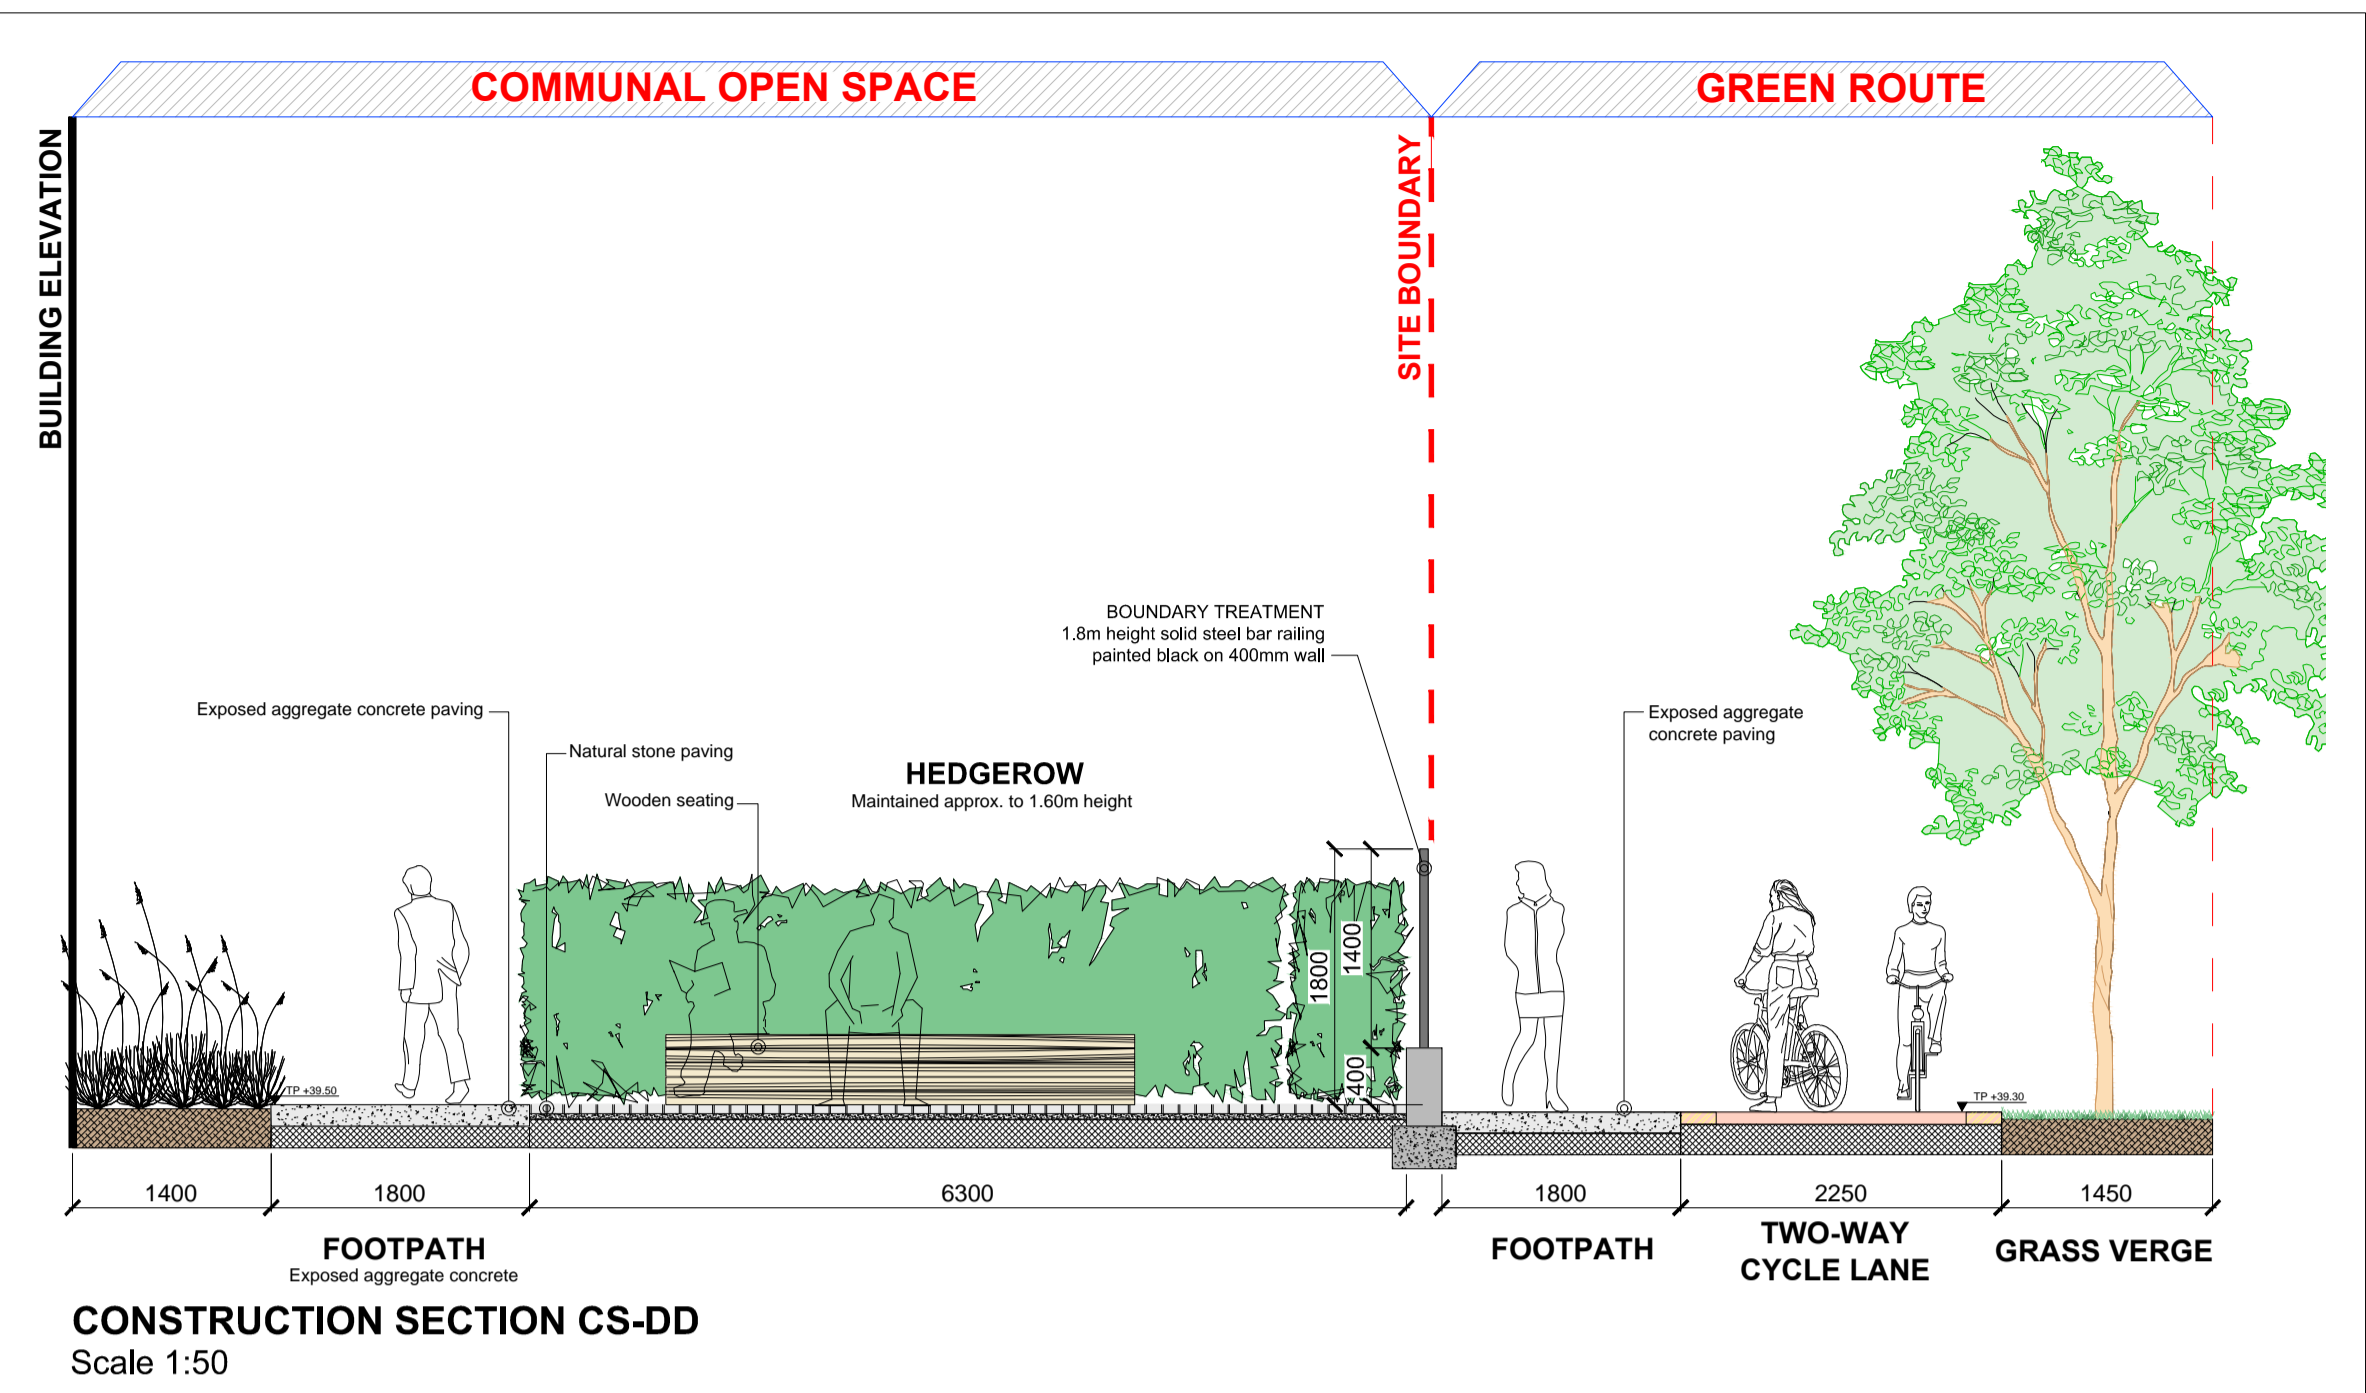 COMMUNAL OPEN SPACE
GREEN ROUTE
BUILDING ELEVATION
SITE BOUNDARY
BOUNDARY TREATMENT
1.8m height solid steel bar railing
painted black on 400mm wall
Exposed aggregate concrete paving
Natural stone paving
Wooden seating
HEDGEROW
Maintained approx. to 1.60m height
Exposed aggregate
concrete paving
1800
1400
400
TP +39.50
TP +39.30
1400
1800
6300
1800
2250
1450
FOOTPATH
Exposed aggregate concrete
FOOTPATH
TWO-WAY
CYCLE LANE
GRASS VERGE
CONSTRUCTION SECTION CS-DD
Scale 1:50